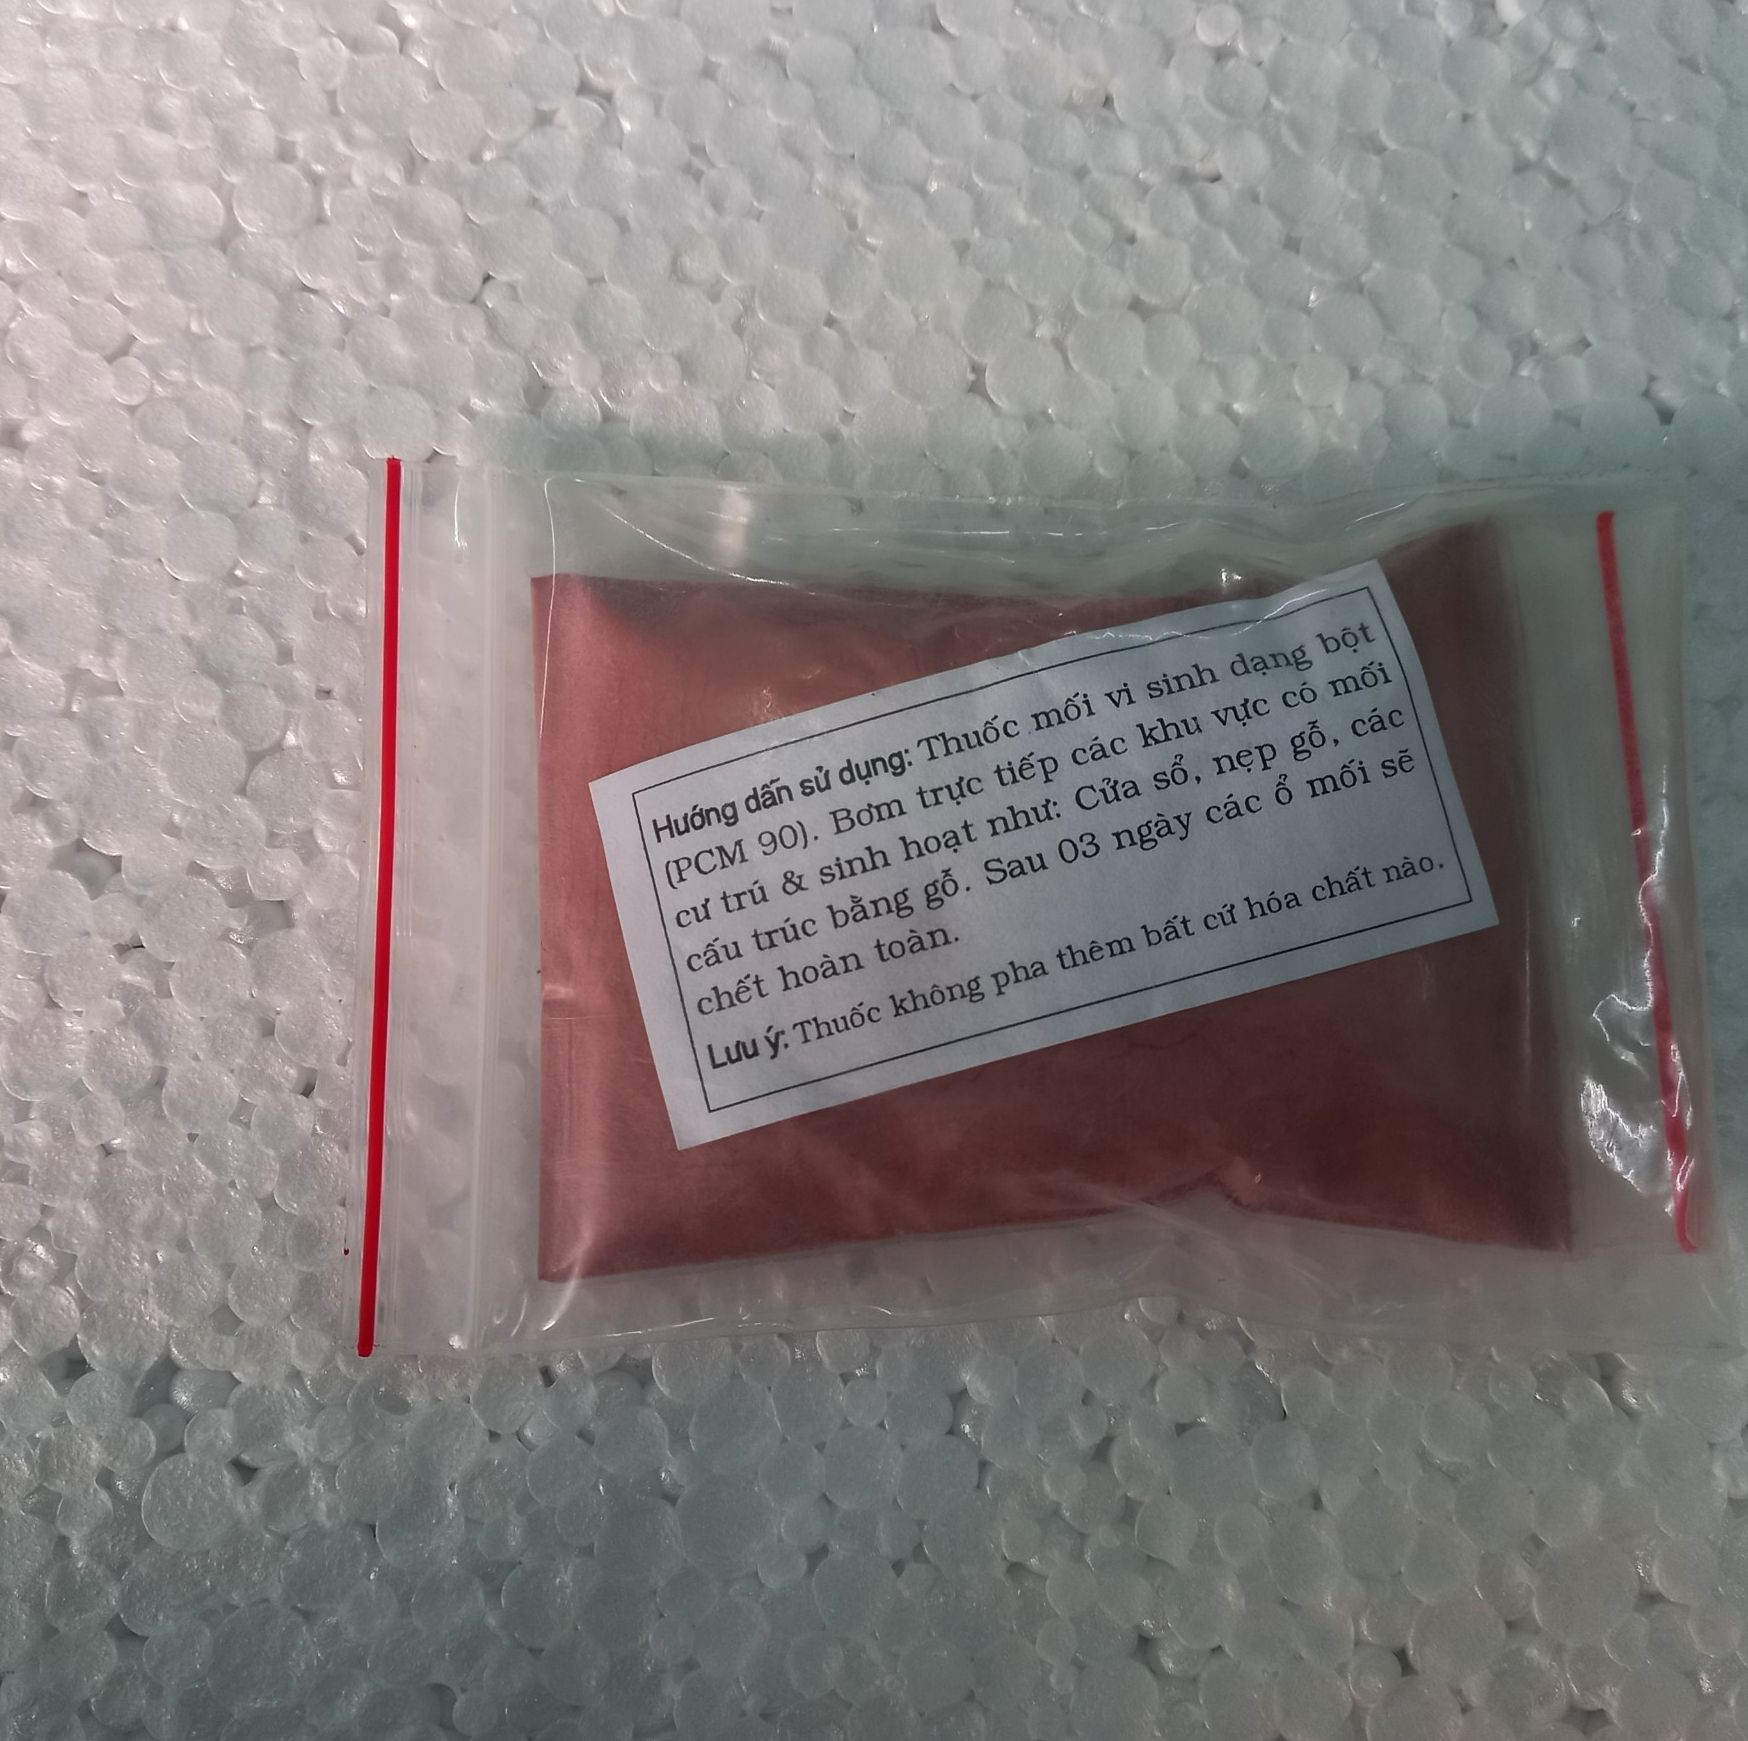 Hướng dẫn sử dụng: Thuốc mối vi sinh dạng bột
(PCM 90). Bơm trực tiếp các khu vực có mối
cư trú & sinh hoạt như: Cửa sổ, nẹp gỗ, các
cấu trúc bằng gỗ. Sau 03 ngày các ổ mối sẽ
chết hoàn toàn.
Lưu ý: Thuốc không pha thêm bất cứ hóa chất nào.